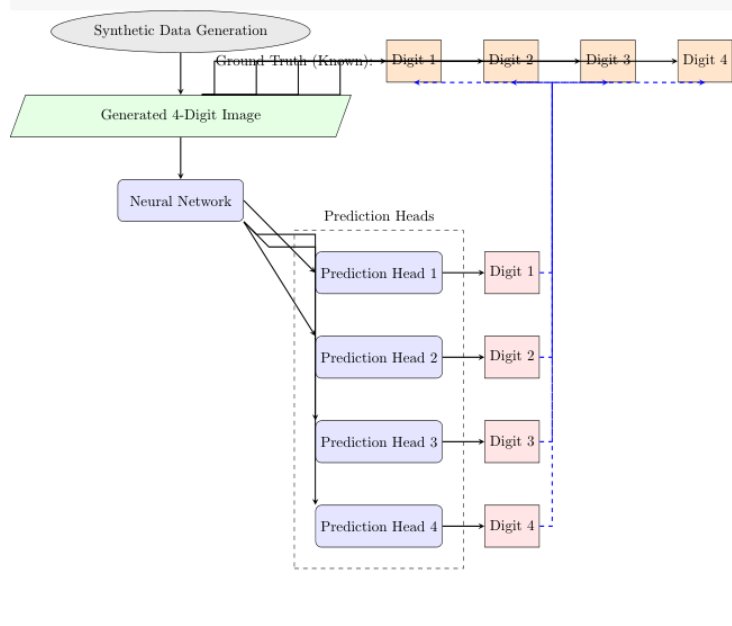 Synthetic Data Generation
Ground Truth (Known): Digit 1 Digit 2 Digit 3 Digit 4
Generated 4-Digit Image
Neural Network
Prediction Heads
Prediction Head 1 Digit 1
Prediction Head 2 Digit 2
Prediction Head 3 Digit 3
Prediction Head 4 Digit 4